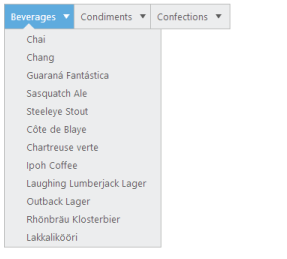 Beverages Condiments Confections
Chai
Chang
Guaraná Fantástica
Sasquatch Ale
Steeleye Stout
Côte de Blaye
Chartreuse verte
Ipoh Coffee
Laughing Lumberjack Lager
Outback Lager
Rhönbräu Klosterbier
Lakkalikööri